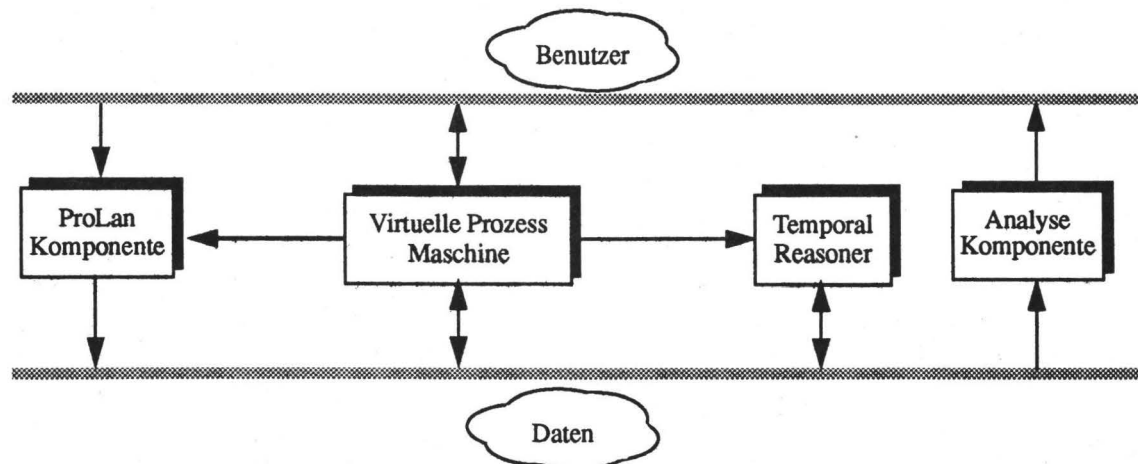 Benutzer
ProLan
Komponente
Virtuelle Prozess
Maschine
Temporal
Reasoner
Analyse
Komponente
Daten